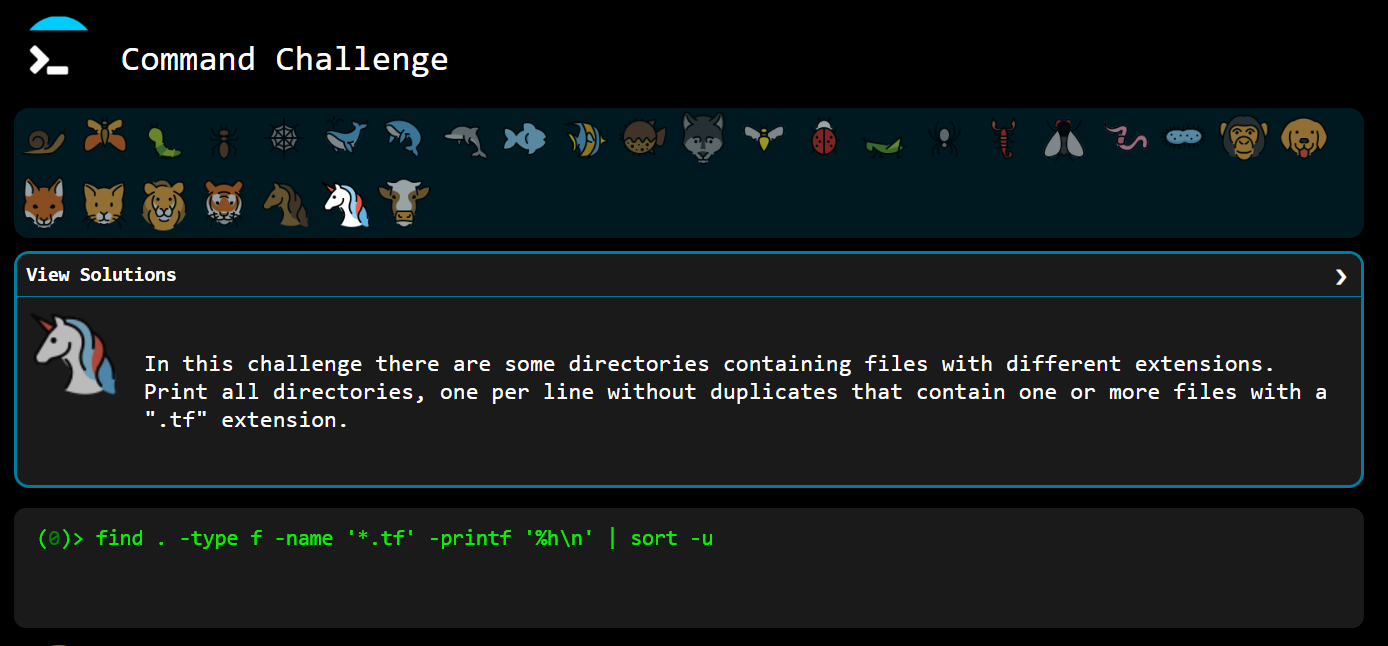 Command Challenge
View Solutions
In this challenge there are some directories containing files with different extensions.
Print all directories, one per line without duplicates that contain one or more files with a
".tf" extension.
(0)> find . -type f -name '*.tf' -printf '%h\n' | sort -u